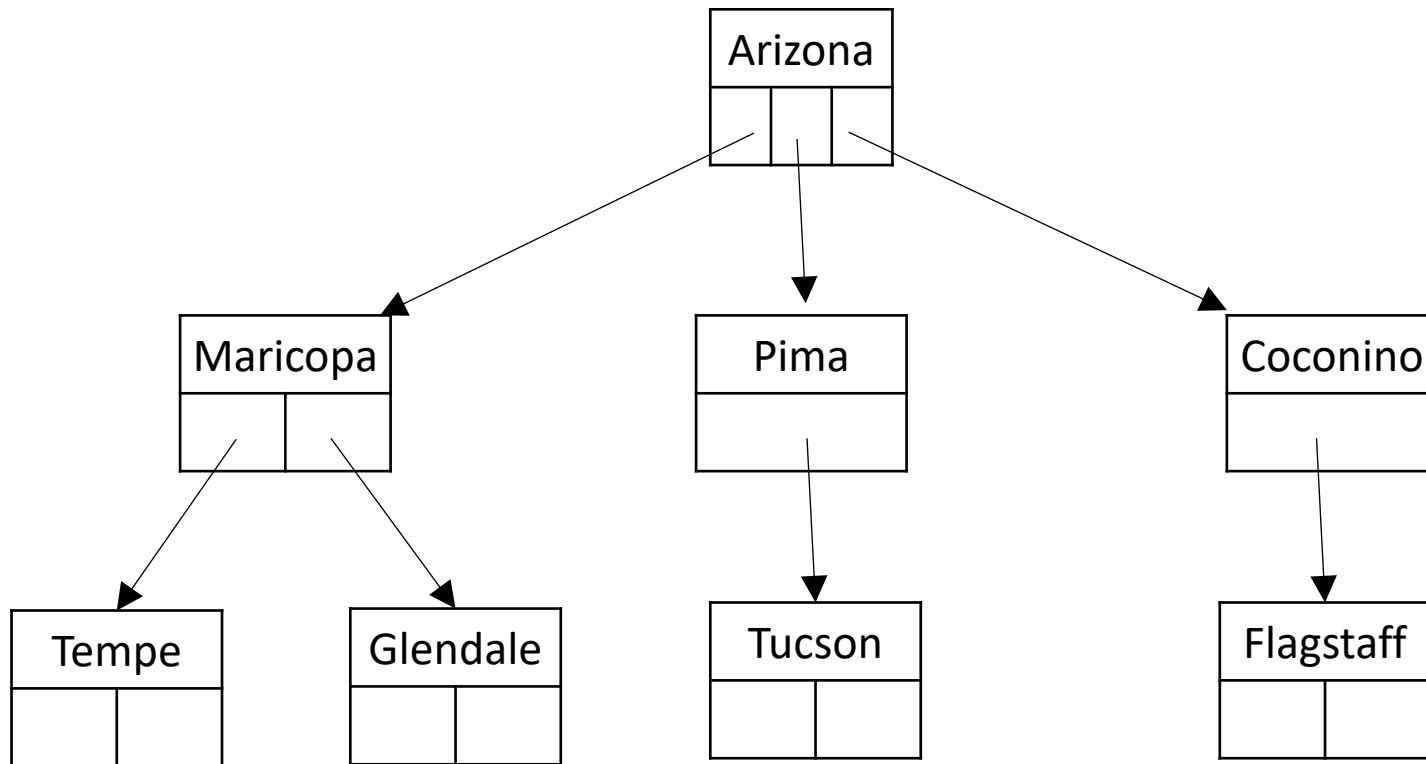 Arizona
Maricopa
Pima
Coconino
Tempe
Glendale
Tucson
Flagstaff